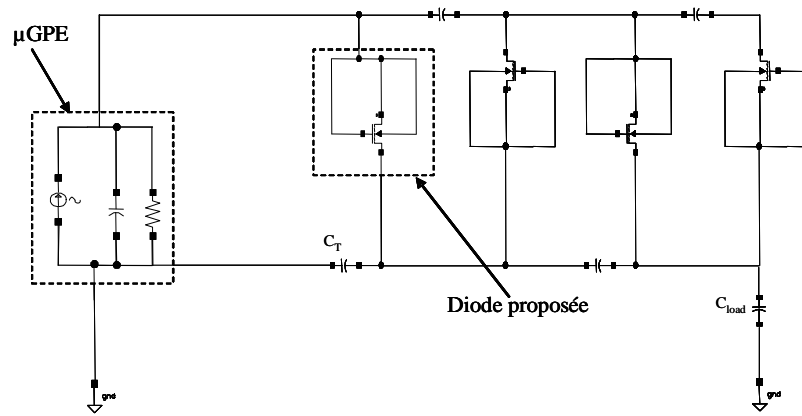 µGPE
C_T
Diode proposée
C_load
gnd
gnd